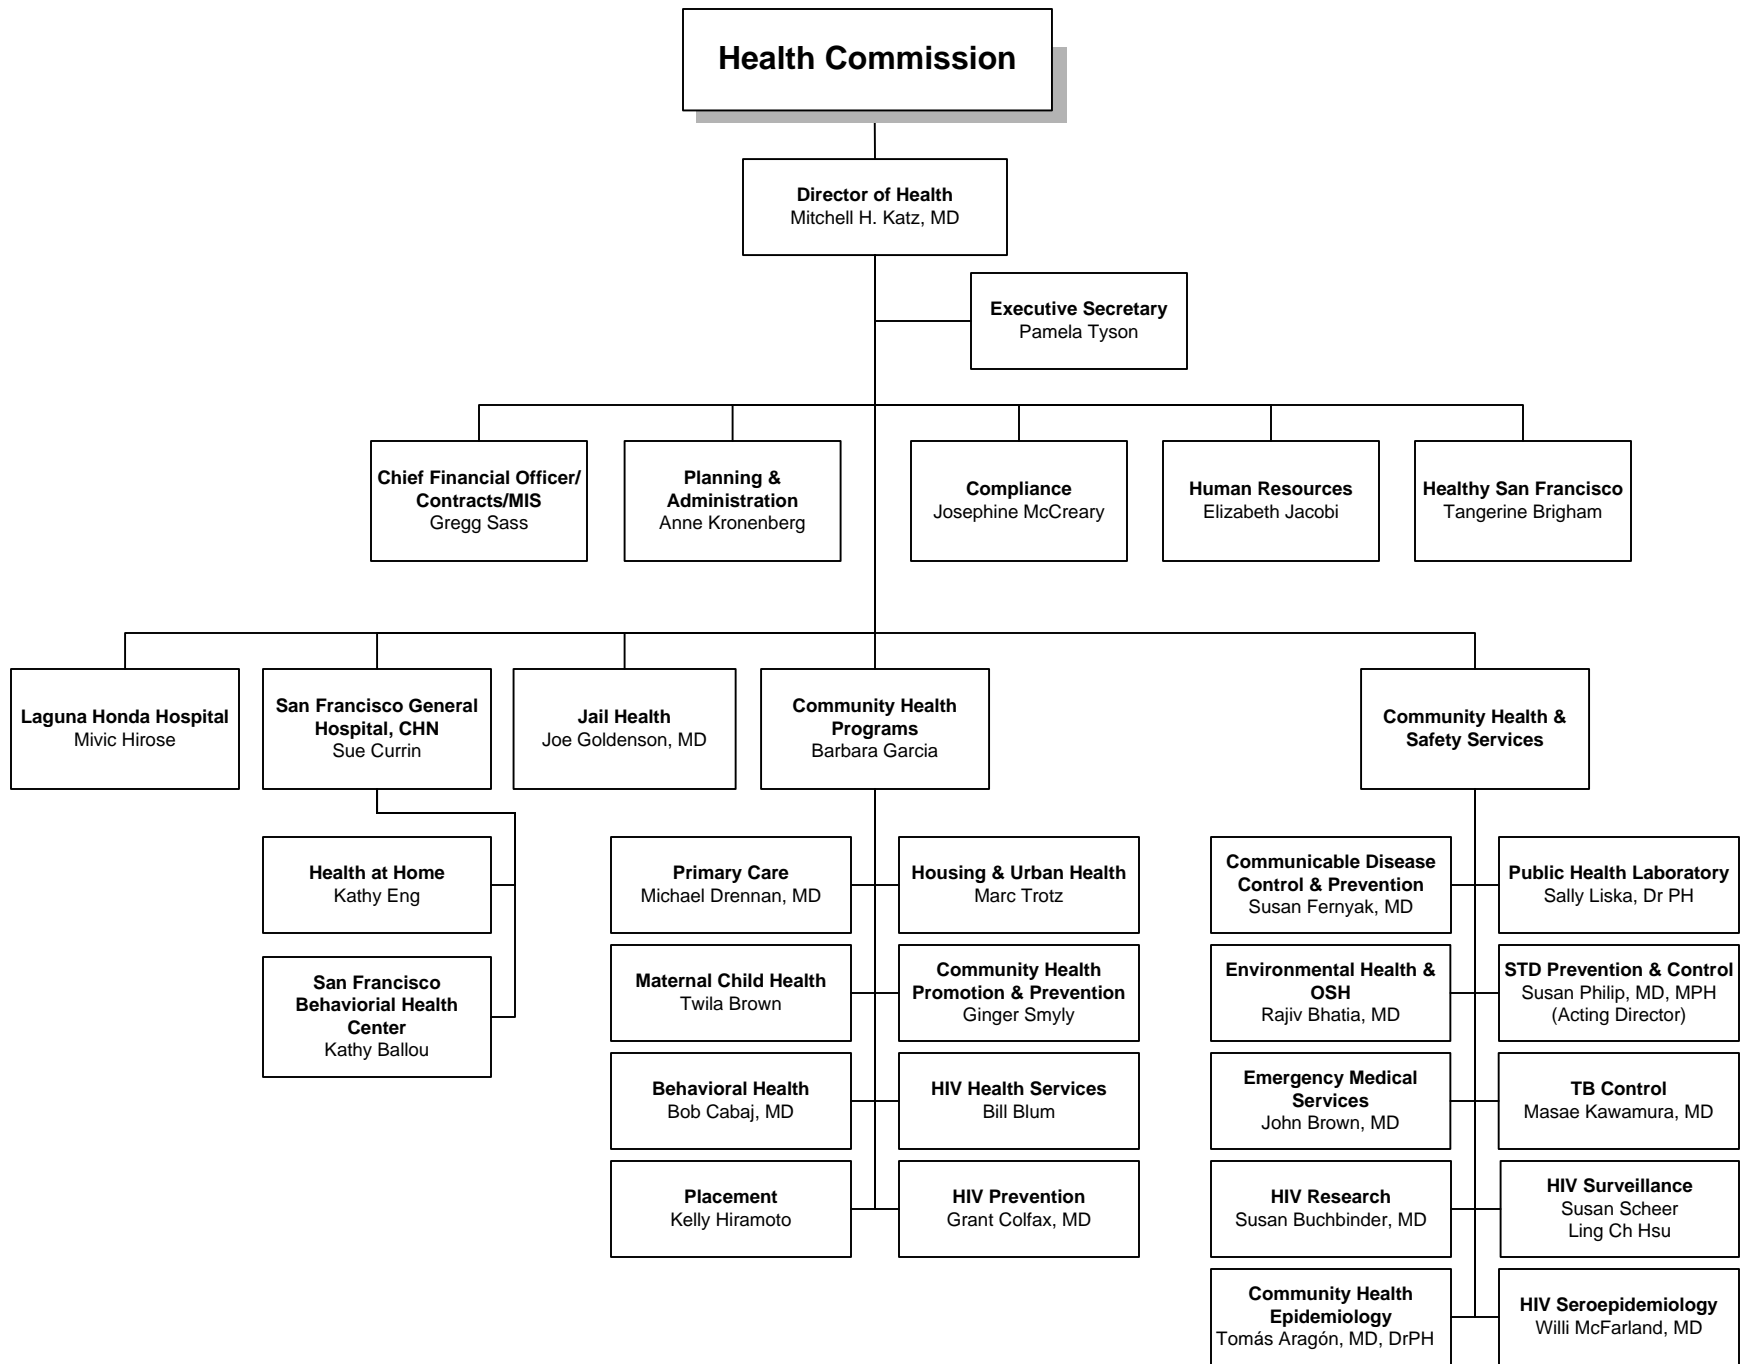 Health Commission
Director of Health
Mitchell H. Katz, MD
Executive Secretary
Pamela Tyson
Chief Financial Officer/
Contracts/MIS
Gregg Sass
Planning &
Administration
Anne Kronenberg
Compliance
Josephine McCreary
Human Resources
Elizabeth Jacobi
Healthy San Francisco
Tangerine Brigham
Laguna Honda Hospital
Mivic Hirose
San Francisco General
Hospital, CHN
Sue Currin
Jail Health
Joe Goldenson, MD
Community Health
Programs
Barbara Garcia
Community Health &
Safety Services
Health at Home
Kathy Eng
San Francisco
Behaviorial Health
Center
Kathy Ballou
Primary Care
Michael Drennan, MD
Housing & Urban Health
Marc Trotz
Maternal Child Health
Twila Brown
Community Health
Promotion & Prevention
Ginger Smyly
Behavioral Health
Bob Cabaj, MD
HIV Health Services
Bill Blum
Placement
Kelly Hiramoto
HIV Prevention
Grant Colfax, MD
Communicable Disease
Control & Prevention
Susan Fernyak, MD
Public Health Laboratory
Sally Liska, Dr PH
Environmental Health &
OSH
Rajiv Bhatia, MD
STD Prevention & Control
Susan Philip, MD, MPH
(Acting Director)
Emergency Medical
Services
John Brown, MD
TB Control
Masae Kawamura, MD
HIV Research
Susan Buchbinder, MD
HIV Surveillance
Susan Scheer
Ling Ch Hsu
Community Health
Epidemiology
Tomás Aragón, MD, DrPH
HIV Seroepidemiology
Willi McFarland, MD